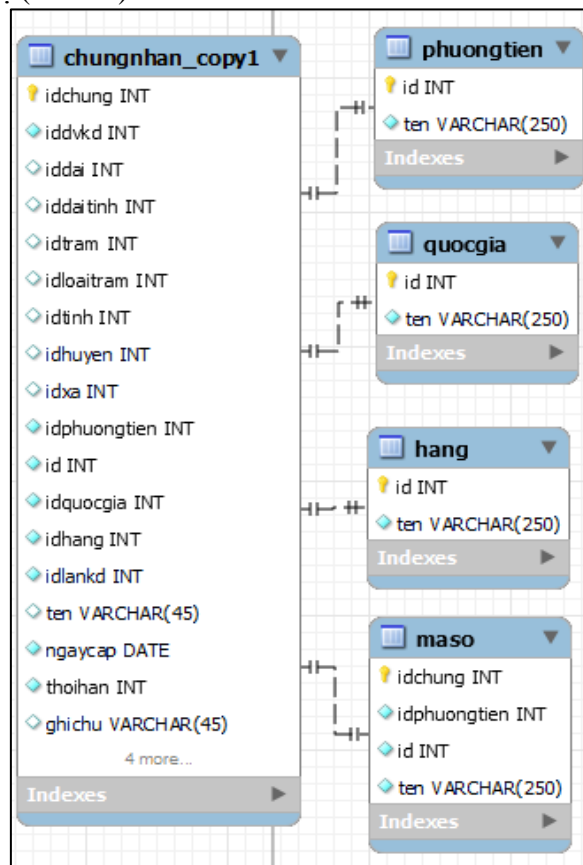 chungnhan_copy1
idchung INT
iddvkd INT
iddai INT
iddaitinh INT
idtram INT
idloaitram INT
idtinh INT
idhuyen INT
idxa INT
idphuongtien INT
id INT
idquocgia INT
idhang INT
idlankd INT
ten VARCHAR(45)
ngaycap DATE
thoihan INT
ghichu VARCHAR(45)
4 more...
Indexes
phuongtien
id INT
ten VARCHAR(250)
Indexes
quocgia
id INT
ten VARCHAR(250)
Indexes
hang
id INT
ten VARCHAR(250)
Indexes
maso
idchung INT
idphuongtien INT
id INT
ten VARCHAR(250)
Indexes